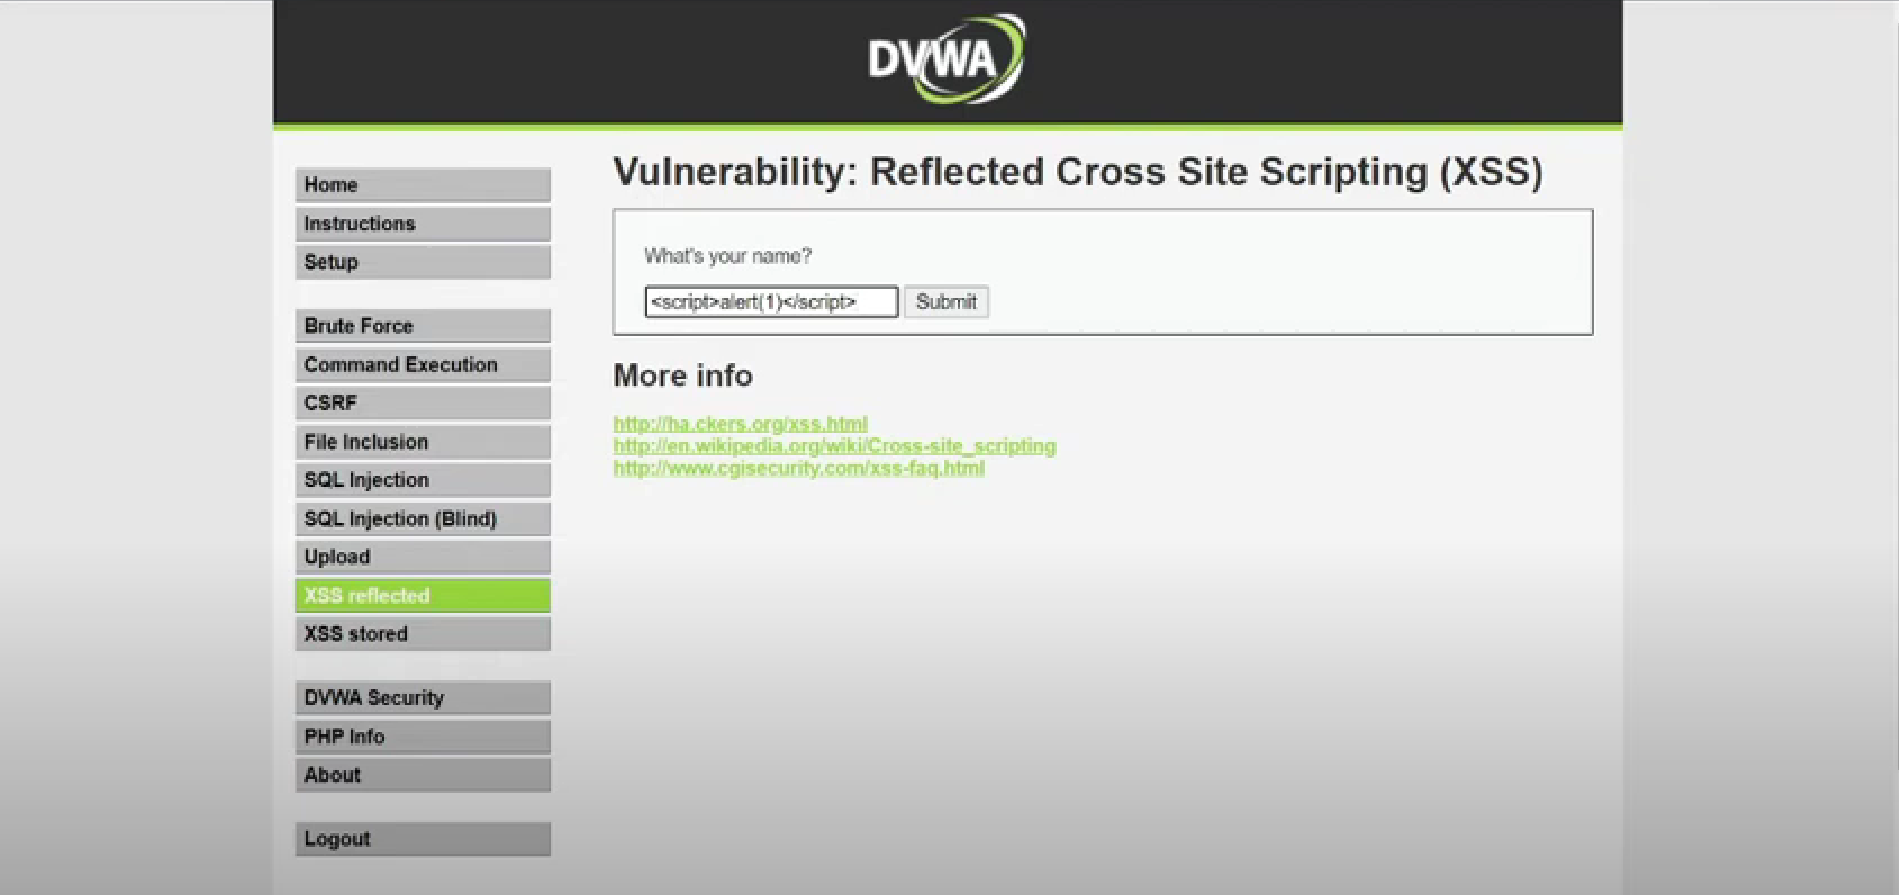 DVWA
Home
Instructions
Setup
Brute Force
Command Execution
CSRF
File Inclusion
SQL Injection
SQL Injection (Blind)
Upload
XSS reflected
XSS stored
DVWA Security
PHP Info
About
Logout
Vulnerability: Reflected Cross Site Scripting (XSS)
What's your name?
<script>alert(1)</script> Submit
More info
http://ha.ckers.org/xss.html
http://en.wikipedia.org/wiki/Cross-site_scripting
http://www.cgisecurity.com/xss-faq.html